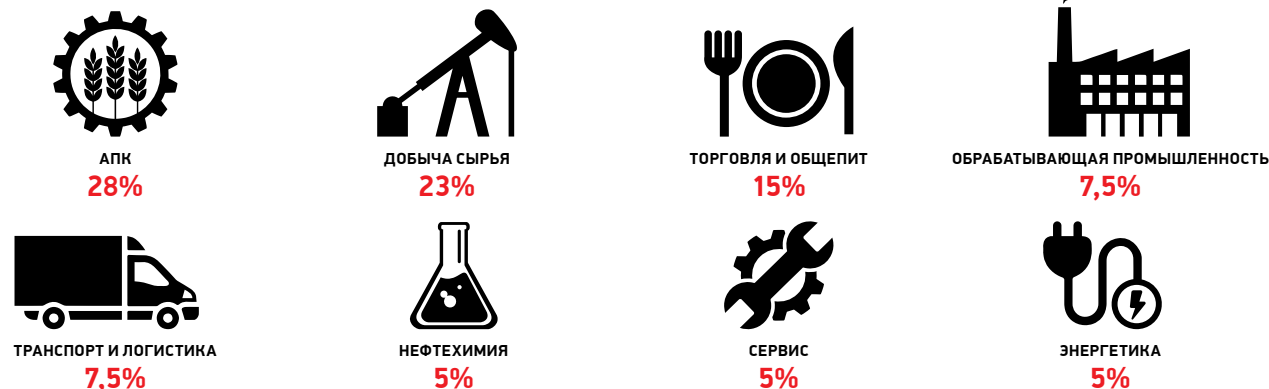 АПК
28%
ДОБЫЧА СЫРЬЯ
23%
ТОРГОВЛЯ И ОБЩЕПИТ
15%
ОБРАБАТЫВАЮЩАЯ ПРОМЫШЛЕННОСТЬ
7,5%
ТРАНСПОРТ И ЛОГИСТИКА
7,5%
НЕФТЕХИМИЯ
5%
СЕРВИС
5%
ЭНЕРГЕТИКА
5%